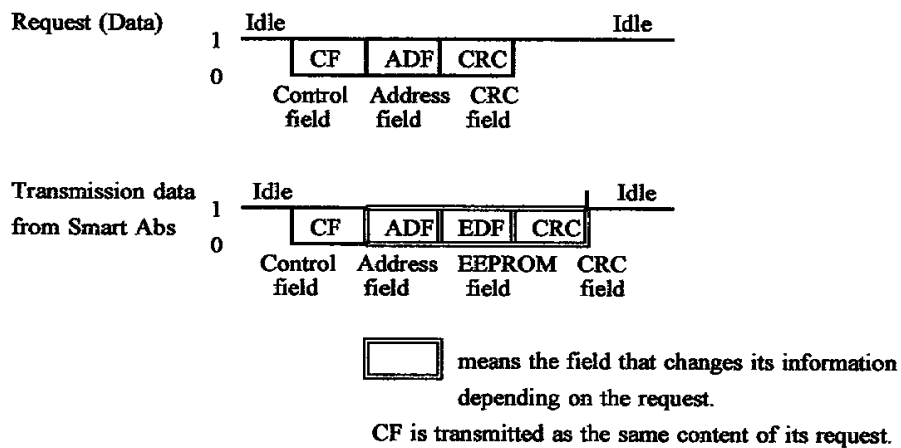 Request (Data)
Idle
Idle
1
0
CF
ADF
CRC
Control field
Address field
CRC field
Transmission data
from Smart Abs
Idle
Idle
1
0
CF
ADF
EDF
CRC
Control field
Address field
EEPROM field
CRC field
means the field that changes its information
depending on the request.
CF is transmitted as the same content of its request.